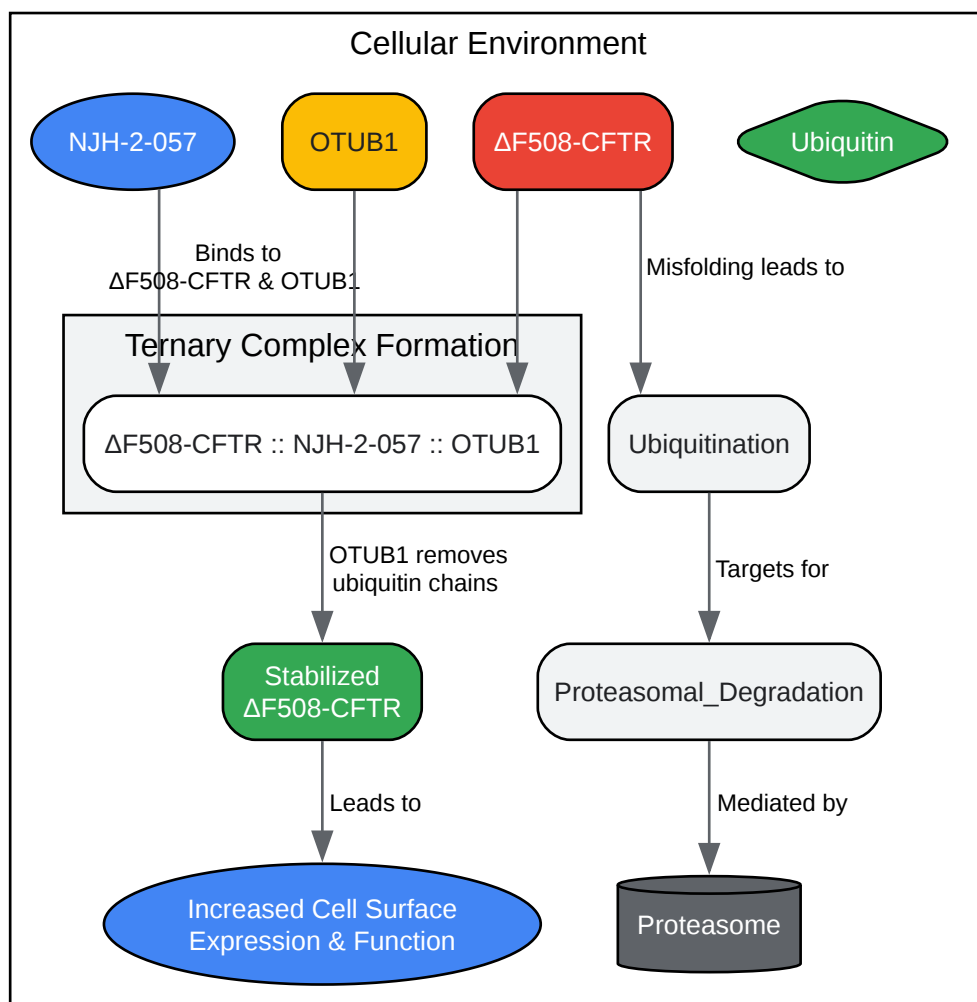 Cellular Environment
NJH-2-057
OTUB1
ΔF508-CFTR
Ubiquitin
Binds to
ΔF508-CFTR & OTUB1
Misfolding leads to
Ternary Complex Formation
ΔF508-CFTR :: NJH-2-057 :: OTUB1
Ubiquitination
OTUB1 removes
ubiquitin chains
Targets for
Stabilized
ΔF508-CFTR
Proteasomal_Degradation
Leads to
Mediated by
Increased Cell Surface
Expression & Function
Proteasome